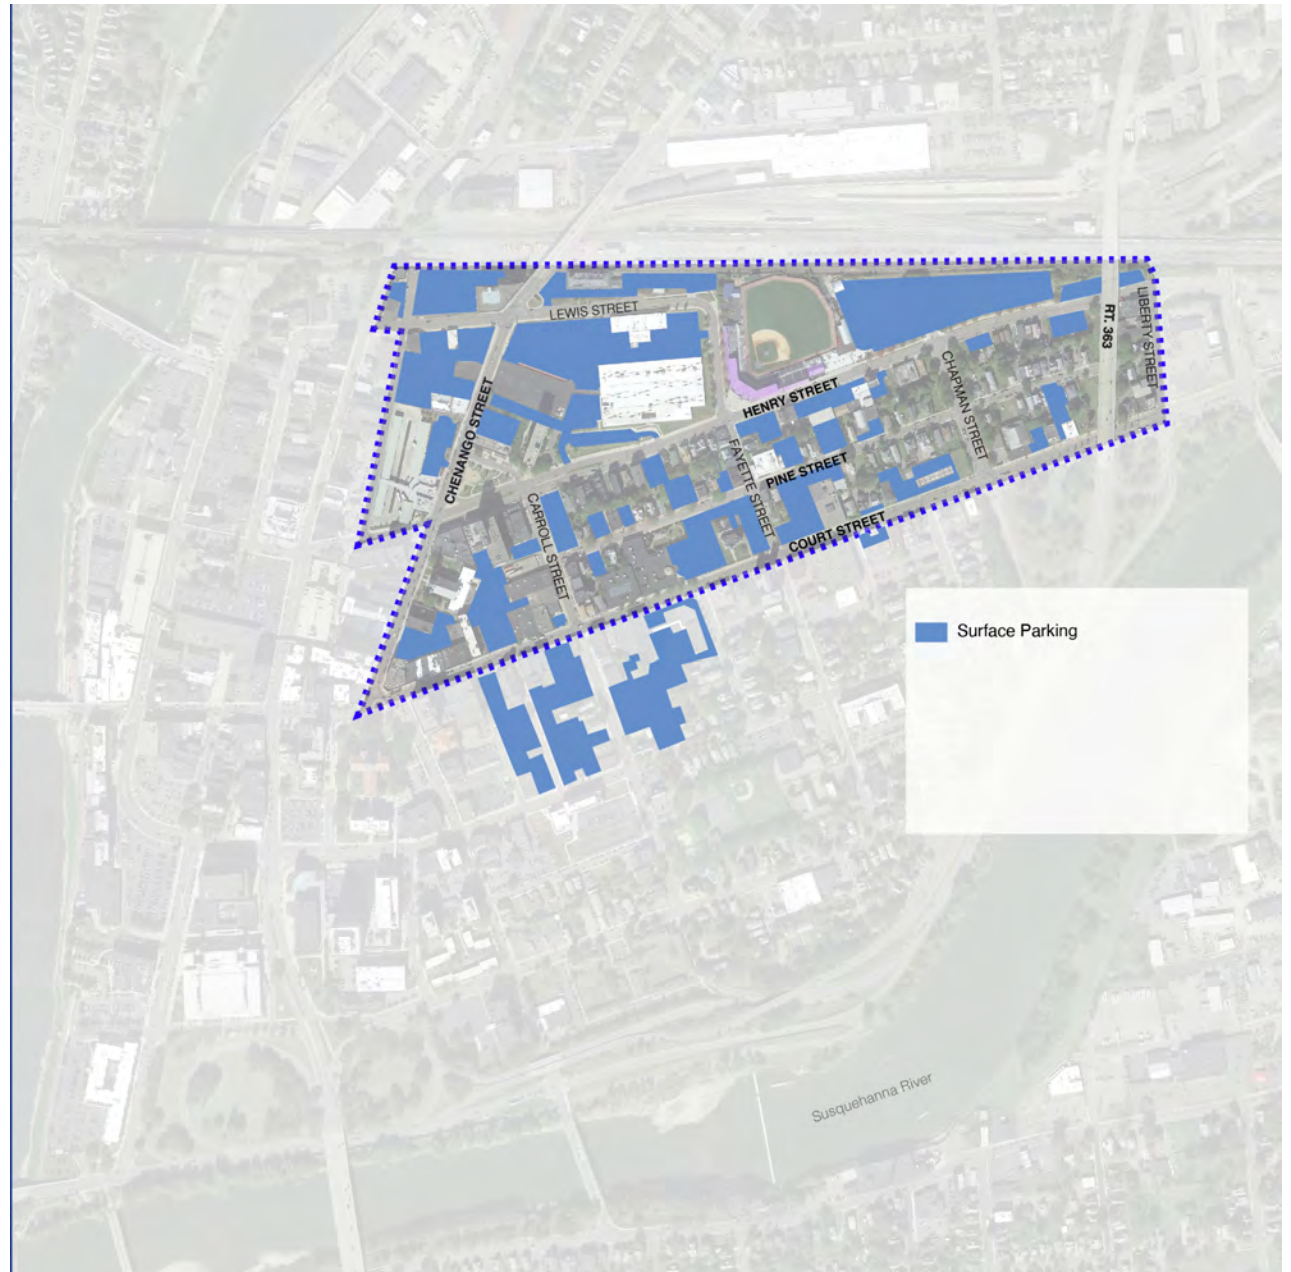 LEWIS STREET
RT. 363
LIBERTY STREET
CHENANGO STREET
HENRY STREET
CHAPMAN STREET
FAYETTE STREET
PINE STREET
CARROLL STREET
COURT STREET
Surface Parking
Susquehanna River